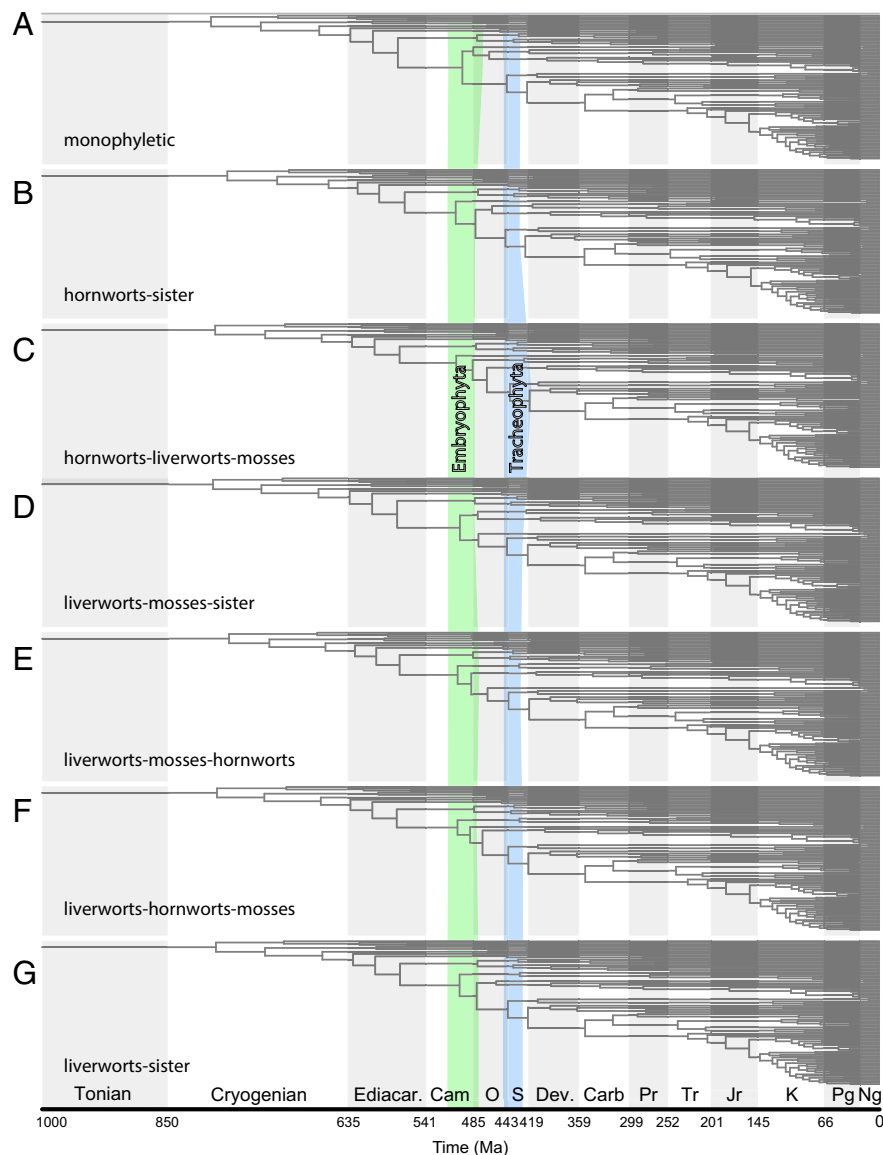 A
monophyletic
B
hornworts-sister
C
Embryophyta
Tracheophyta
hornworts-liverworts-mosses
D
liverworts-mosses-sister
E
liverworts-mosses-hornworts
F
liverworts-hornworts-mosses
G
liverworts-sister
Tonian Cryogenian Ediacar. Cam O S Dev. Carb Pr Tr Jr K Pg Ng
1000 850 635 541 485 443 419 359 299 252 201 145 66 0
Time (Ma)